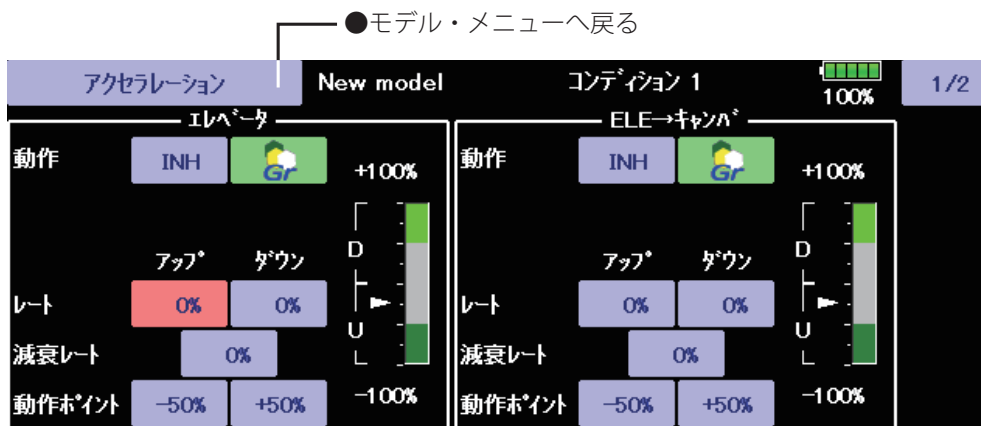 ●モデル・メニューへ戻る
アクセラレーション New model コンディション 1 100% 1/2
エレベータ ELE→キャンバ
動作 INH Gr +100% 動作 INH Gr +100%
アップ ダウン D アップ ダウン D
レート 0% 0% レート 0% 0%
減衰レート 0% U 減衰レート 0% U
動作ポイント -50% +50% -100% 動作ポイント -50% +50% -100%